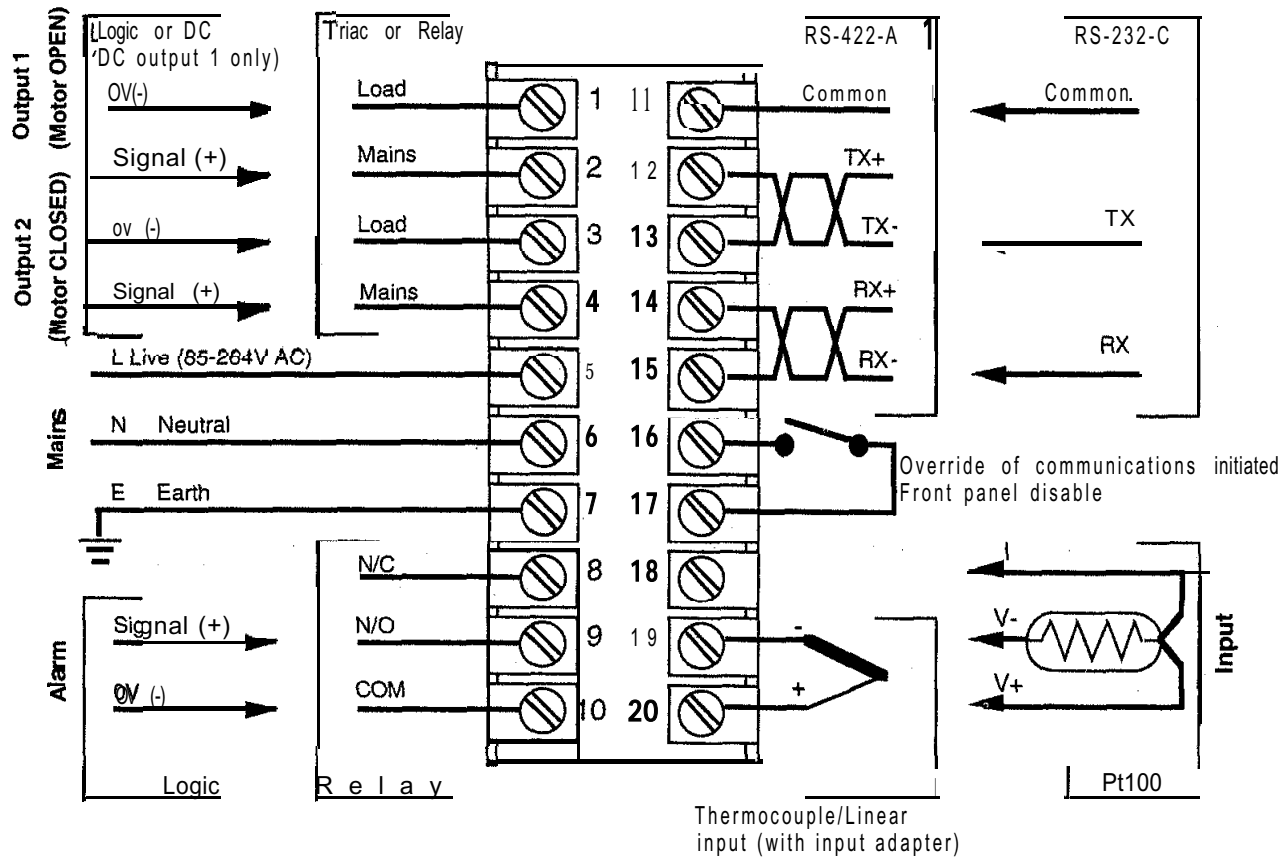 Logic or DC
'DC output 1 only)
Triac or Relay
RS-422-A
RS-232-C
Output 1
(Motor OPEN)
OV(-)
Load
1
11
Common
Common.
Signal (+)
Mains
2
12
TX+
Output 2
(Motor CLOSED)
ov (-)
Load
3
13
TX-
TX
Signal (+)
Mains
4
14
RX+
L Live (85-264V AC)
5
15
RX-
RX
Mains
N Neutral
6
16
Override of communications initiated
Front panel disable
E Earth
7
17
N/C
8
18
I
Alarm
Signal (+)
N/O
9
19
-
V-
Input
0V (-)
COM
10
20
+
V+
Logic
Relay
Pt100
Thermocouple/Linear
input (with input adapter)